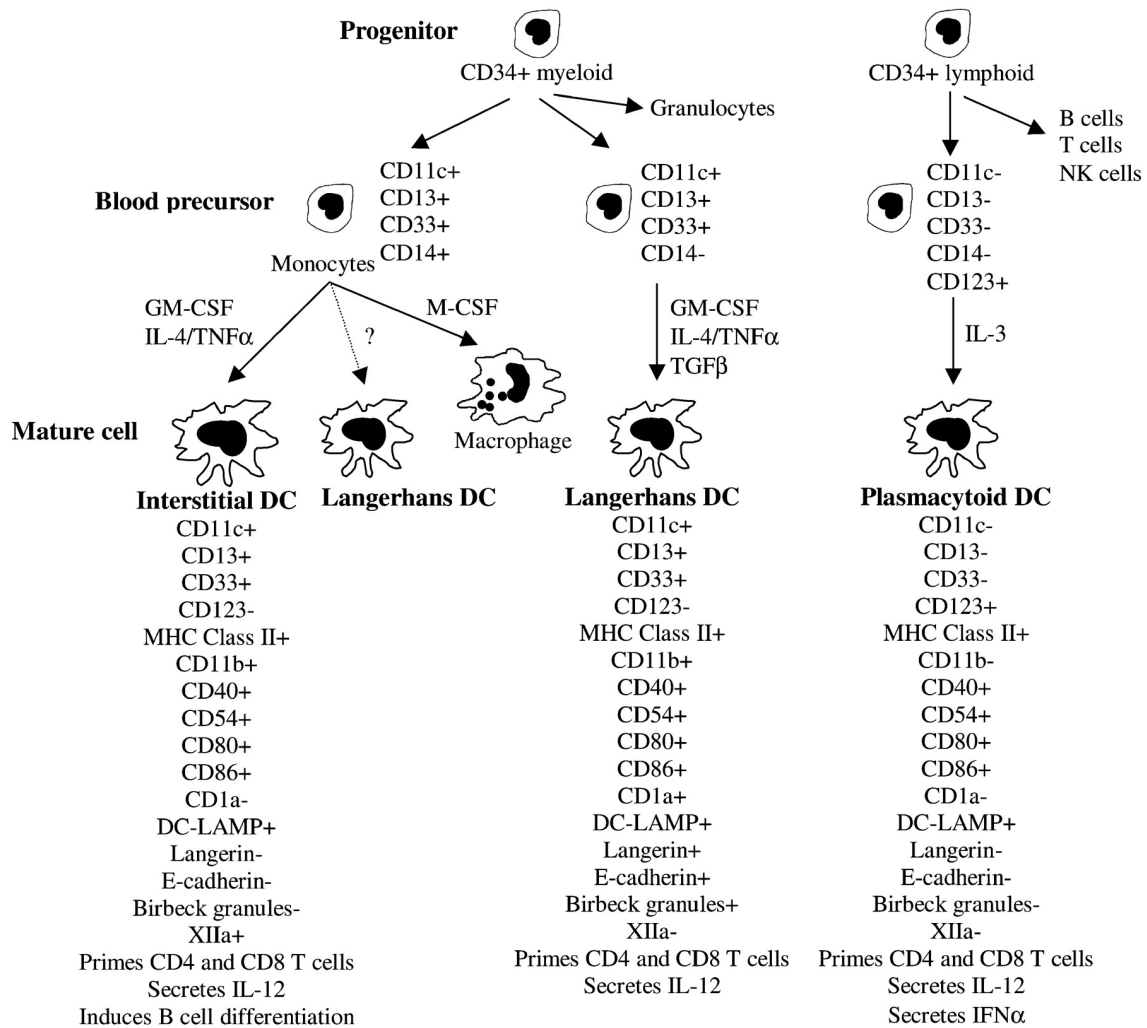 Progenitor
CD34+ myeloid
CD34+ lymphoid
Granulocytes
B cells
T cells
NK cells
Blood precursor
CD11c+
CD13+
CD33+
CD14+
Monocytes
CD11c+
CD13+
CD33+
CD14-
CD11c-
CD13-
CD33-
CD14-
CD123+
GM-CSF
IL-4/TNFα
?
M-CSF
GM-CSF
IL-4/TNFα
TGFβ
IL-3
Mature cell
Macrophage
Interstitial DC
CD11c+
CD13+
CD33+
CD123-
MHC Class II+
CD11b+
CD40+
CD54+
CD80+
CD86+
CD1a-
DC-LAMP+
Langerin-
E-cadherin-
Birbeck granules-
XIIa+
Primes CD4 and CD8 T cells
Secretes IL-12
Induces B cell differentiation
Langerhans DC
Langerhans DC
CD11c+
CD13+
CD33+
CD123-
MHC Class II+
CD11b+
CD40+
CD54+
CD80+
CD86+
CD1a+
DC-LAMP+
Langerin+
E-cadherin+
Birbeck granules+
XIIa-
Primes CD4 and CD8 T cells
Secretes IL-12
Plasmacytoid DC
CD11c-
CD13-
CD33-
CD123+
MHC Class II+
CD11b-
CD40+
CD54+
CD80+
CD86+
CD1a-
DC-LAMP+
Langerin-
E-cadherin-
Birbeck granules-
XIIa-
Primes CD4 and CD8 T cells
Secretes IL-12
Secretes IFNα